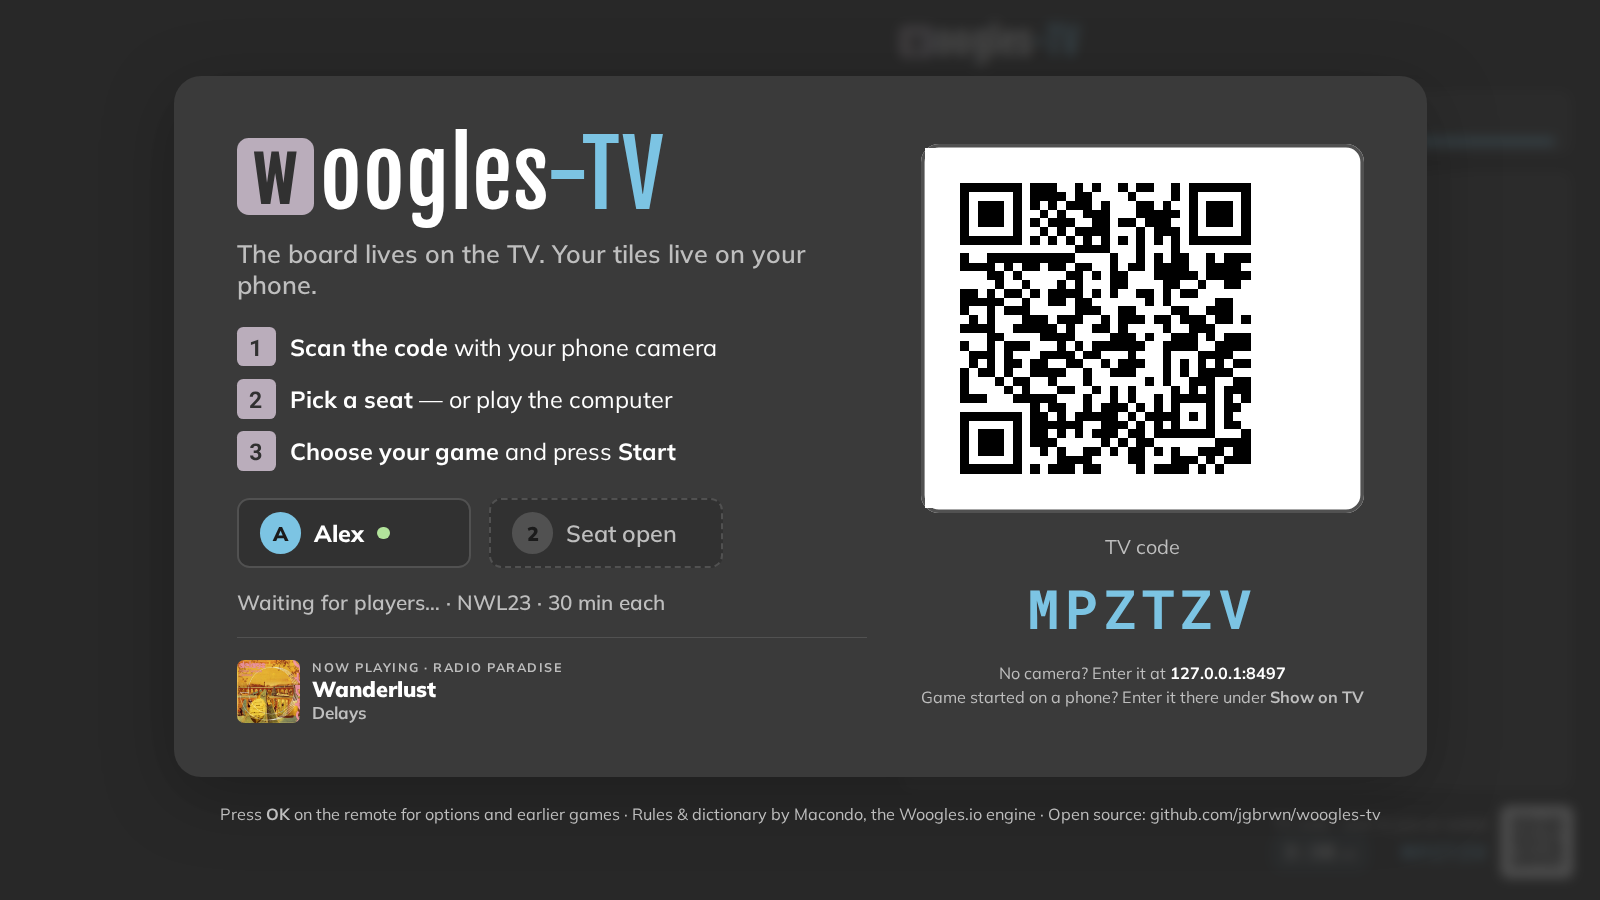 Woogles-TV
The board lives on the TV. Your tiles live on your
phone.
1 Scan the code with your phone camera
2 Pick a seat — or play the computer
3 Choose your game and press Start
A Alex
2 Seat open
Waiting for players... · NWL23 · 30 min each
NOW PLAYING · RADIO PARADISE
Wanderlust
Delays
TV code
MPZTZV
No camera? Enter it at 127.0.0.1:8497
Game started on a phone? Enter it there under Show on TV
Press OK on the remote for options and earlier games · Rules & dictionary by Macondo, the Woogles.io engine · Open source: github.com/jgbrwn/woogles-tv